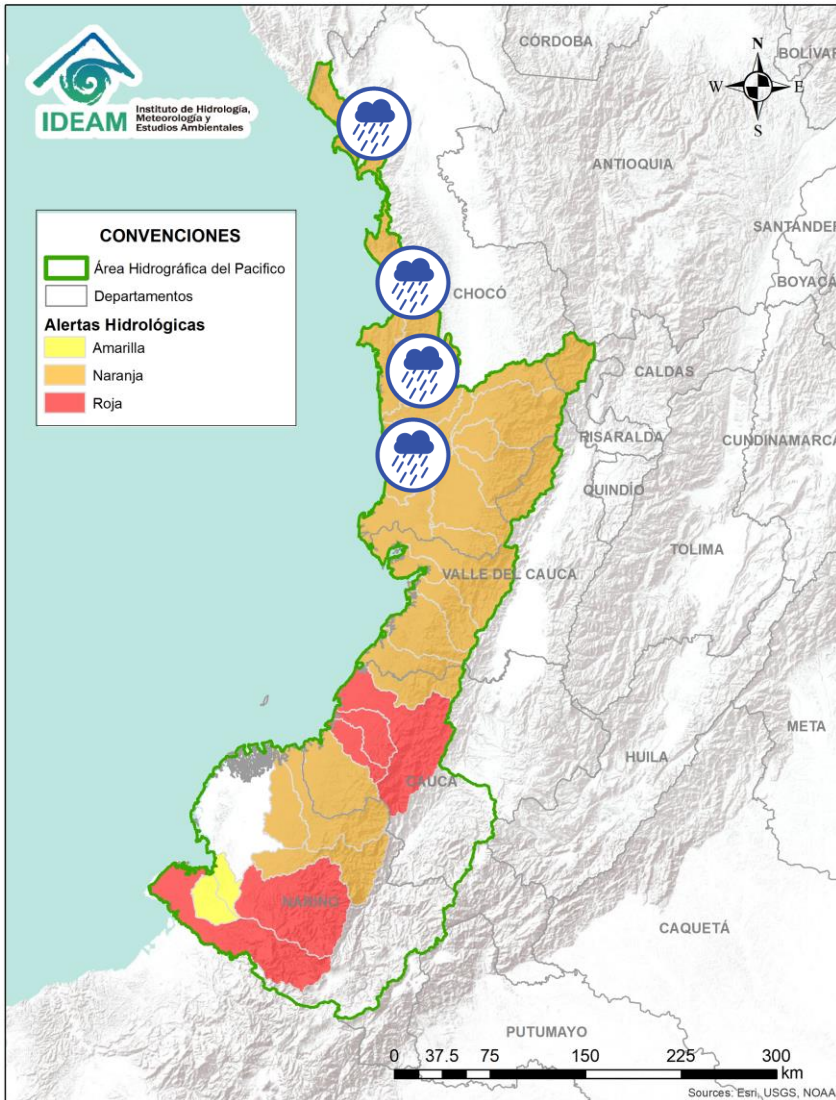 IDEAM
Instituto de Hidrología,
Meteorología y
Estudios Ambientales
CÓRDOBA
BOLÍVAR
N
W
E
S
ANTIOQUIA
CONVENCIONES
Área Hidrográfica del Pacifico
Departamentos
Alertas Hidrológicas
Amarilla
Naranja
Roja
SANTANDER
BOYACÁ
CHOCÓ
CALDAS
RISARALDA
CUNDINAMARCA
QUINDÍO
TOLIMA
VALLE DEL CAUCA
META
HUILA
CAUCA
NARIÑO
CAQUETÁ
PUTUMAYO
0 37.5 75 150 225 300
km
Sources: Esri, USGS, NOAA